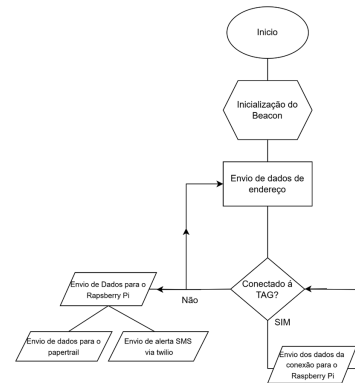 Inicio
Inicialização do
Beacon
Envio de dados de
endereço
Conectado á
TAG?
Não
SIM
Envio de Dados para o
Rapsberry Pi
Envio de dados para o
papertrail
Envio de alerta SMS
via twilio
Envio dos dados da
conexão para o
Raspberry Pi